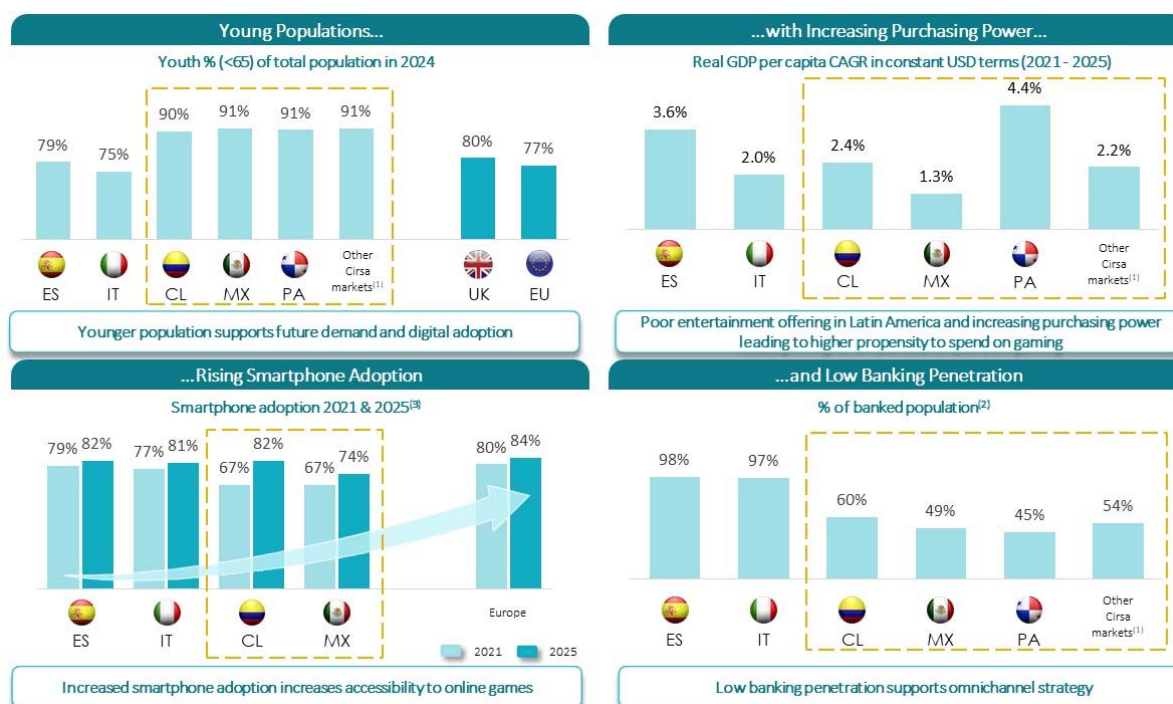 Young Populations...
Youth % (<65) of total population in 2024
79%
75%
90%
91%
91%
91%
80%
77%
ES
IT
CL
MX
PA
Other
Cirsa
markets(1)
UK
EU
Younger population supports future demand and digital adoption
...with Increasing Purchasing Power...
Real GDP per capita CAGR in constant USD terms (2021 - 2025)
3.6%
2.0%
2.4%
1.3%
4.4%
2.2%
ES
IT
CL
MX
PA
Other
Cirsa
markets(1)
Poor entertainment offering in Latin America and increasing purchasing power
leading to higher propensity to spend on gaming
...Rising Smartphone Adoption
Smartphone adoption 2021 & 2025(3)
79% 82%
77% 81%
67% 82%
67% 74%
80% 84%
ES
IT
CL
MX
Europe
2021 2025
Increased smartphone adoption increases accessibility to online games
...and Low Banking Penetration
% of banked population(2)
98%
97%
60%
49%
45%
54%
ES
IT
CL
MX
PA
Other
Cirsa
markets(1)
Low banking penetration supports omnichannel strategy